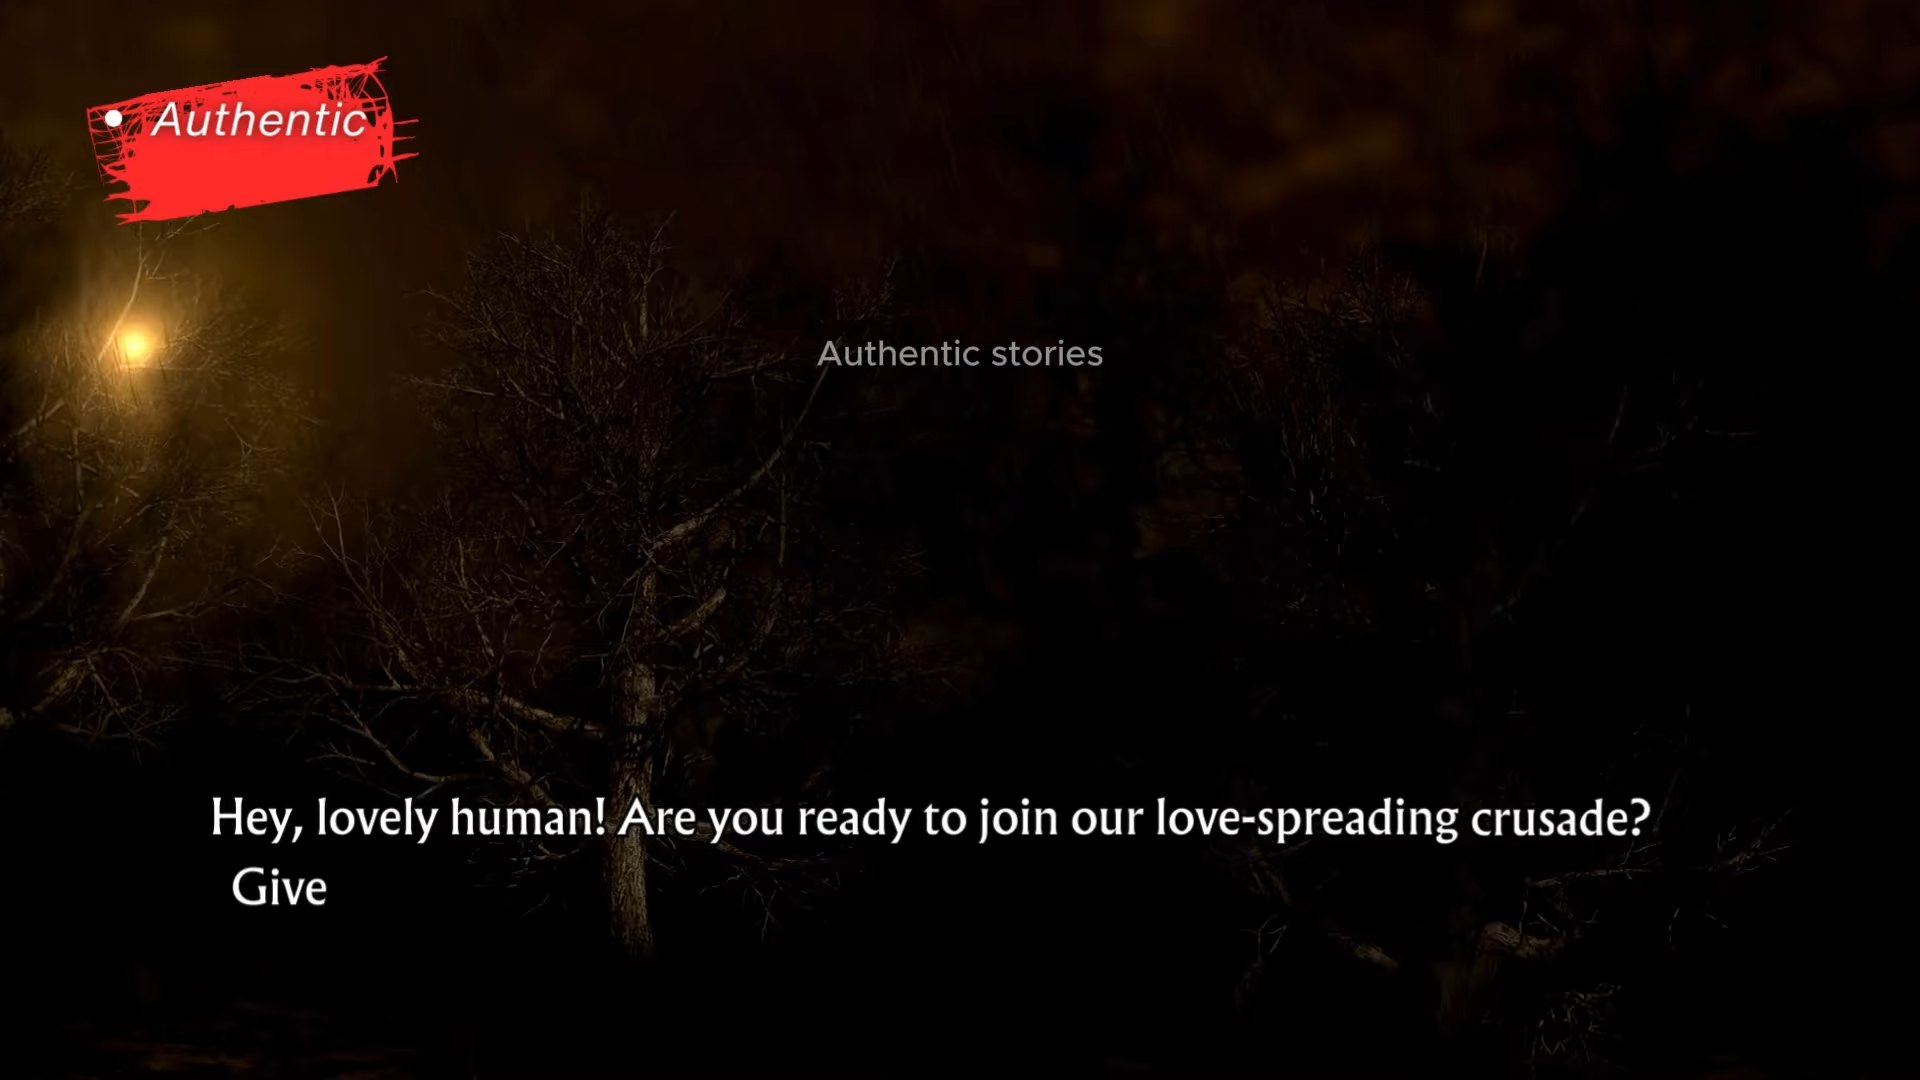 • Authentic
Authentic stories
Hey, lovely human! Are you ready to join our love-spreading crusade?
Give